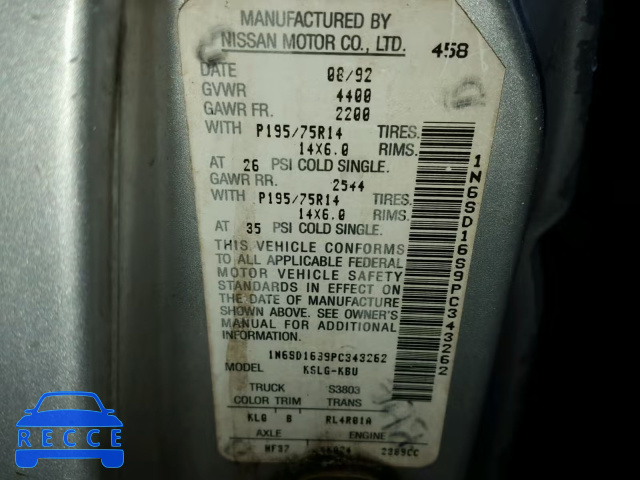 MANUFACTURED BY
NISSAN MOTOR CO., LTD. 458
DATE 08/92
GVWR 4400
GAWR FR. 2200
WITH P195/75R14 TIRES.
14X6.0 RIMS.
AT 26 PSI COLD SINGLE.
GAWR RR. 2544
WITH P195/75R14 TIRES.
14X6.0 RIMS.
AT 35 PSI COLD SINGLE.
THIS VEHICLE CONFORMS
TO ALL APPLICABLE FEDERAL
MOTOR VEHICLE SAFETY
STANDARDS IN EFFECT ON
THE DATE OF MANUFACTURE
SHOWN ABOVE. SEE OWNER'S
MANUAL FOR ADDITIONAL
INFORMATION.
1N6SD16S9PC343262
MODEL KSLG-KBU
TRUCK S3803
COLOR TRIM TRANS
KLG B RL4R01A
AXLE ENGINE
HF37 2389CC
1N6SD16S9PC343262
RECCE